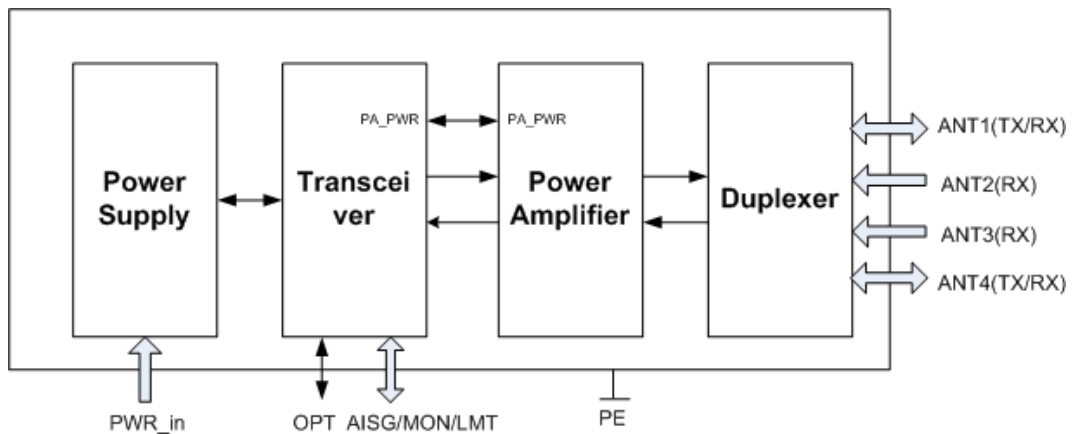 Power
Supply
PA_PWR
Transcei
ver
PA_PWR
Power
Amplifier
Duplexer
ANT1(TX/RX)
ANT2(RX)
ANT3(RX)
ANT4(TX/RX)
PWR_in
OPT
AISG/MON/LMT
PE